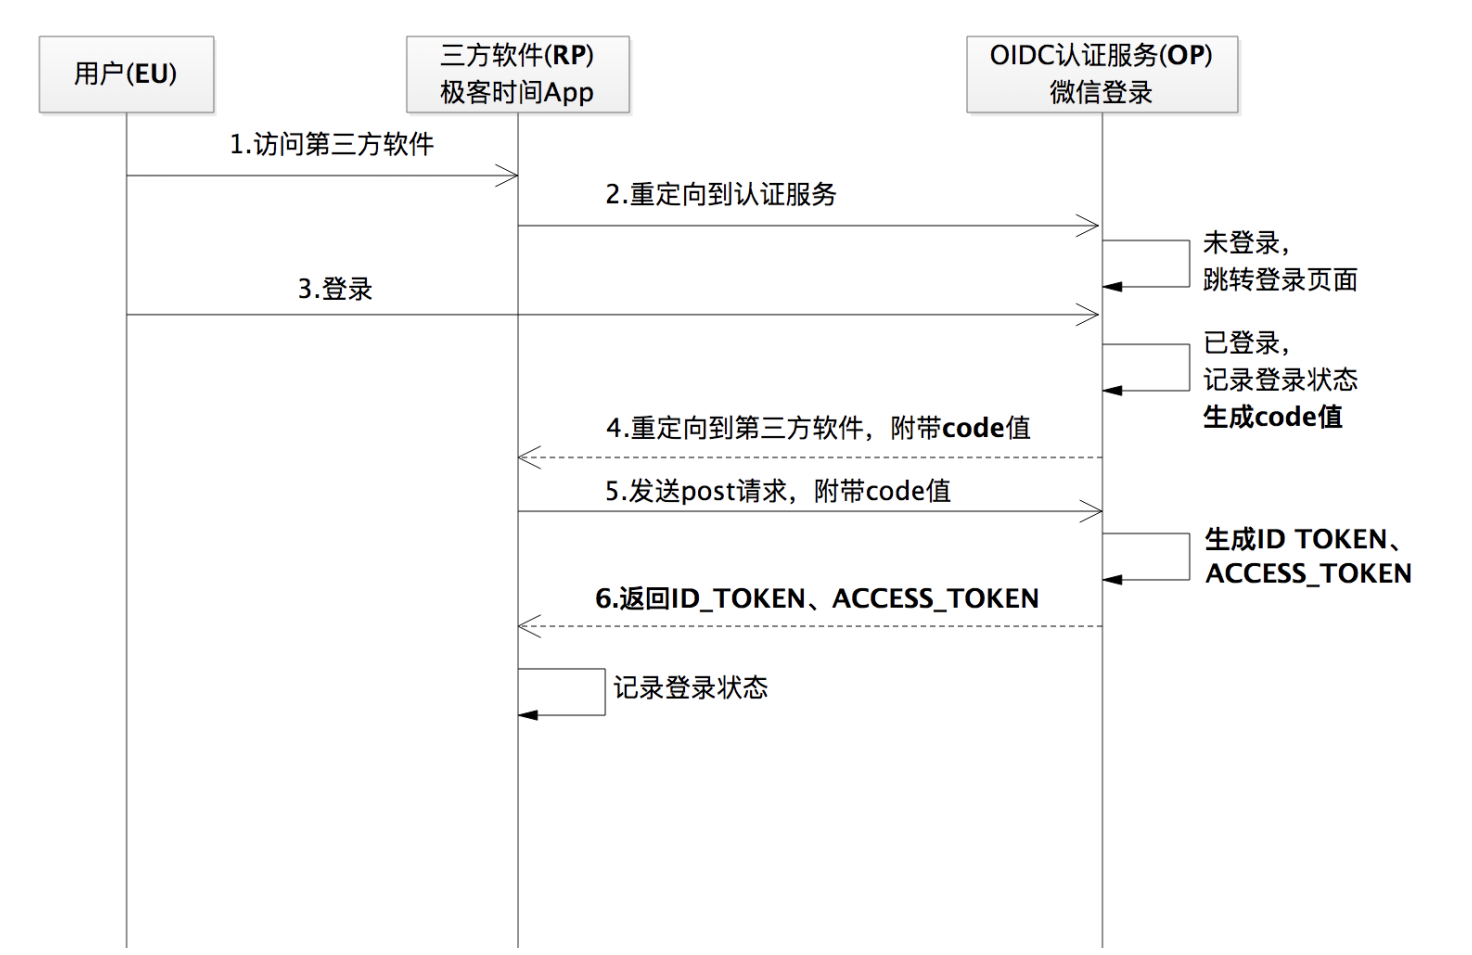 用户(EU)
三方软件(RP)
极客时间App
OIDC认证服务(OP)
微信登录
1.访问第三方软件
2.重定向到认证服务
未登录，
跳转登录页面
3.登录
已登录，
记录登录状态
生成code值
4.重定向到第三方软件，附带code值
5.发送post请求，附带code值
生成ID TOKEN、
ACCESS_TOKEN
6.返回ID_TOKEN、ACCESS_TOKEN
记录登录状态